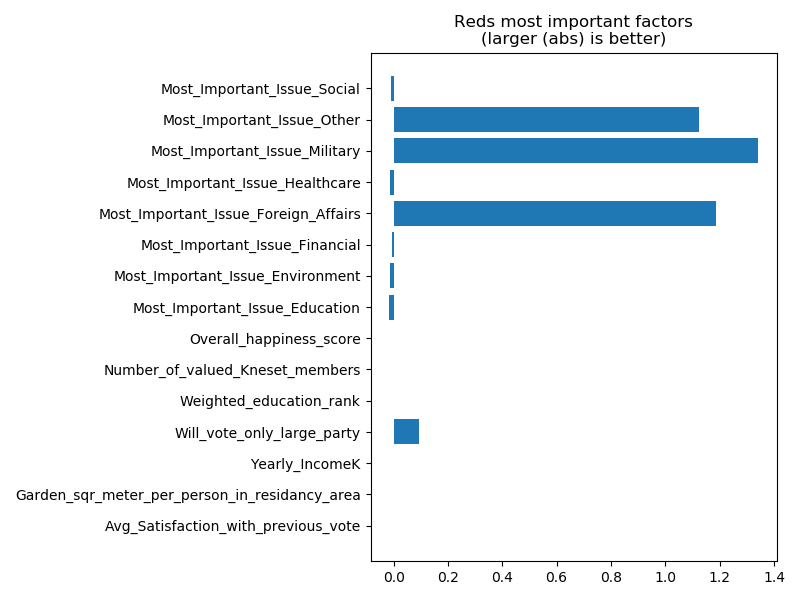 Reds most important factors
(larger (abs) is better)
Most_Important_Issue_Social
Most_Important_Issue_Other
Most_Important_Issue_Military
Most_Important_Issue_Healthcare
Most_Important_Issue_Foreign_Affairs
Most_Important_Issue_Financial
Most_Important_Issue_Environment
Most_Important_Issue_Education
Overall_happiness_score
Number_of_valued_Kneset_members
Weighted_education_rank
Will_vote_only_large_party
Yearly_IncomeK
Garden_sqr_meter_per_person_in_residancy_area
Avg_Satisfaction_with_previous_vote
0.0 0.2 0.4 0.6 0.8 1.0 1.2 1.4